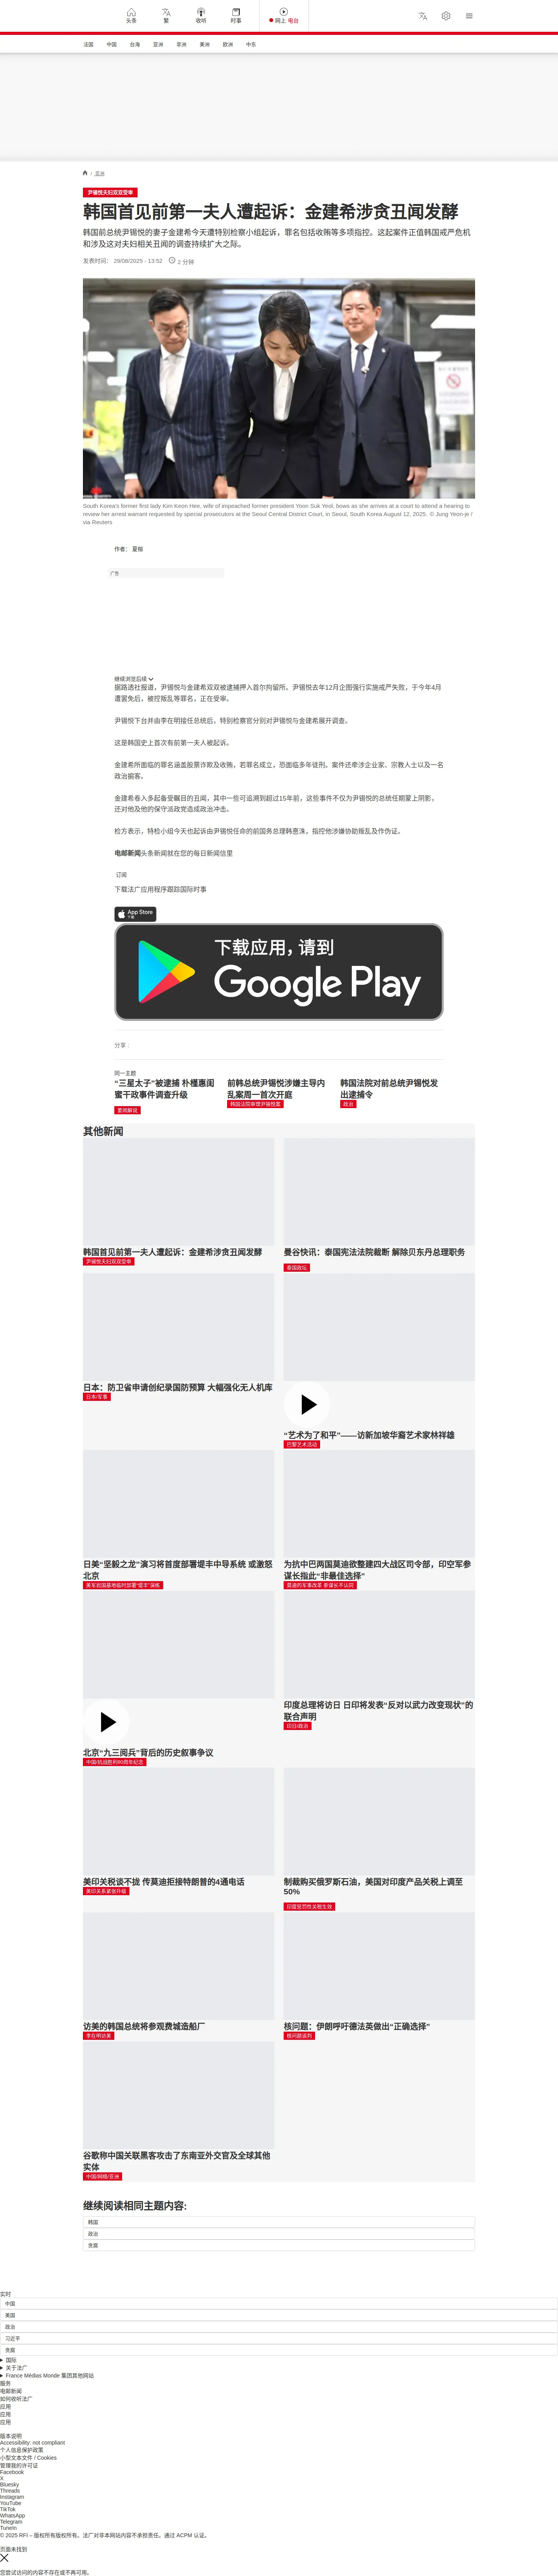 头条
繁
收听
时事
网上 电台
法国
中国
台海
亚洲
非洲
美洲
欧洲
中东
/ 亚洲
尹锡悦夫妇双双受审
韩国首见前第一夫人遭起诉：金建希涉贪丑闻发酵
韩国前总统尹锡悦的妻子金建希今天遭特别检察小组起诉，罪名包括收贿等多项指控。这起案件正值韩国戒严危机
和涉及这对夫妇相关丑闻的调查持续扩大之际。
发表时间： 29/08/2025 - 13:52
2 分钟
South Korea's former first lady Kim Keon Hee, wife of impeached former president Yoon Suk Yeol, bows as she arrives at a court to attend a hearing to
review her arrest warrant requested by special prosecutors at the Seoul Central District Court, in Seoul, South Korea August 12, 2025. © Jung Yeon-je /
via Reuters
作者： 夏榕
广告
继续浏览后续
据路透社报道，尹锡悦与金建希双双被逮捕押入首尔拘留所。尹锡悦去年12月企图强行实施戒严失败，于今年4月
遭罢免后，被控叛乱等罪名，正在受审。
尹锡悦下台并由李在明接任总统后，特别检察官分别对尹锡悦与金建希展开调查。
这是韩国史上首次有前第一夫人被起诉。
金建希所面临的罪名涵盖股票诈欺及收贿，若罪名成立，恐面临多年徒刑。案件还牵涉企业家、宗教人士以及一名
政治掮客。
金建希卷入多起备受瞩目的丑闻，其中一些可追溯到超过15年前，这些事件不仅为尹锡悦的总统任期蒙上阴影，
还对他及他的保守派政党造成政治冲击。
检方表示，特检小组今天也起诉由尹锡悦任命的前国务总理韩悳洙，指控他涉嫌协助叛乱及作伪证。
电邮新闻头条新闻就在您的每日新闻信里
订阅
下载法广应用程序跟踪国际时事
App Store
下载
下载应用，请到
Google Play
分享 :
同一主题
“三星太子”被逮捕 朴槿惠闺
蜜干政事件调查升级
要闻解说
前韩总统尹锡悦涉嫌主导内
乱案周一首次开庭
韩国法院审理尹锡悦案
韩国法院对前总统尹锡悦发
出逮捕令
政治
其他新闻
韩国首见前第一夫人遭起诉：金建希涉贪丑闻发酵
尹锡悦夫妇双双受审
曼谷快讯：泰国宪法法院裁断 解除贝东丹总理职务
泰国政坛
日本：防卫省申请创纪录国防预算 大幅强化无人机库
日本/军事
“艺术为了和平”——访新加坡华裔艺术家林祥雄
巴黎艺术活动
日美“坚毅之龙”演习将首度部署堤丰中导系统 或激怒
北京
美军岩国基地临时部署“堤丰”演练
为抗中巴两国莫迪欲整建四大战区司令部，印空军参
谋长指此“非最佳选择”
莫迪的军事改革 参谋长不认同
北京“九三阅兵”背后的历史叙事争议
中国/抗战胜利80周年纪念
印度总理将访日 日印将发表“反对以武力改变现状”的
联合声明
印日/政治
美印关税谈不拢 传莫迪拒接特朗普的4通电话
美印关系紧张升级
制裁购买俄罗斯石油，美国对印度产品关税上调至
50%
印度惩罚性关税生效
访美的韩国总统将参观费城造船厂
李在明访美
核问题：伊朗呼吁德法英做出“正确选择”
核问题谈判
谷歌称中国关联黑客攻击了东南亚外交官及全球其他
实体
中国/网络/亚洲
继续阅读相同主题内容:
韩国
政治
贪腐
实时
中国
美国
政治
习近平
贪腐
国际
关于法广
France Médias Monde 集团其他网站
服务
电邮新闻
如何收听法广
应用
应用
应用
版本说明
Accessibility: not compliant
个人信息保护政策
小型文本文件 / Cookies
管理我的许可证
Facebook
X
Bluesky
Threads
Instagram
YouTube
TikTok
WhatsApp
Telegram
TuneIn
© 2025 RFI – 版权所有版权所有。法广对非本网站内容不承担责任。通过 ACPM 认证。
页面未找到
您尝试访问的内容不存在或不再可用。